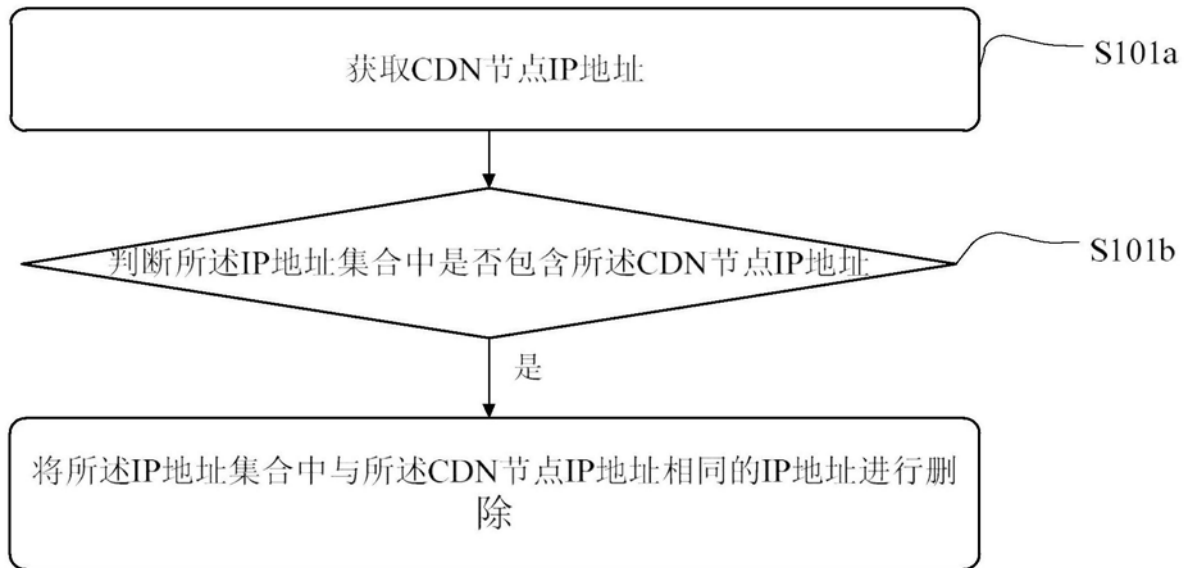 获取CDN节点IP地址
S101a
判断所述IP地址集合中是否包含所述CDN节点IP地址
S101b
是
将所述IP地址集合中与所述CDN节点IP地址相同的IP地址进行删
除